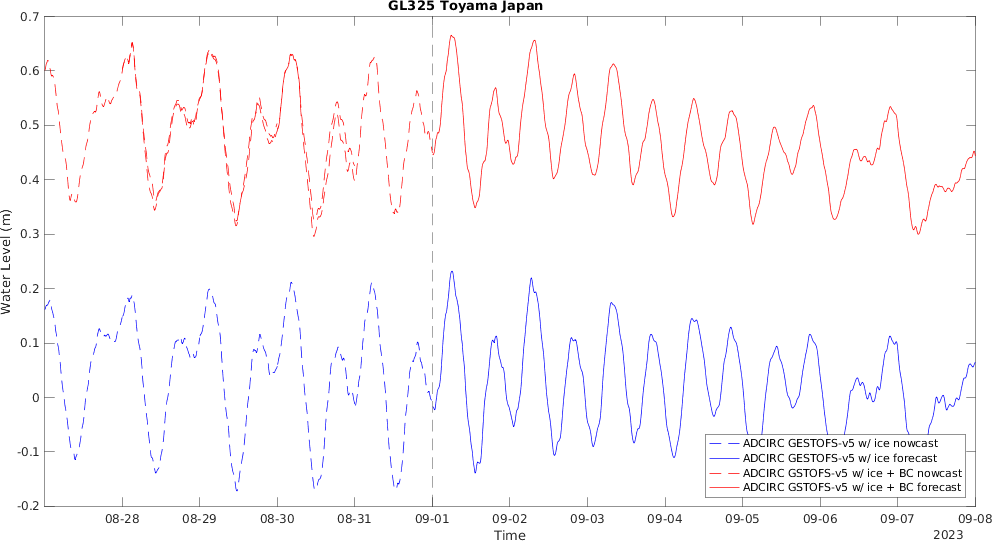 GL325 Toyama Japan
0.7
0.6
0.5
0.4
0.3
0.2
0.1
0
-0.1
-0.2
Water Level (m)
ADCIRC GESTOFS-v5 w/ ice nowcast
ADCIRC GESTOFS-v5 w/ ice forecast
ADCIRC GSTOFS-v5 w/ ice + BC nowcast
ADCIRC GSTOFS-v5 w/ ice + BC forecast
08-28 08-29 08-30 08-31 09-01 09-02 09-03 09-04 09-05 09-06 09-07 09-08
Time
2023